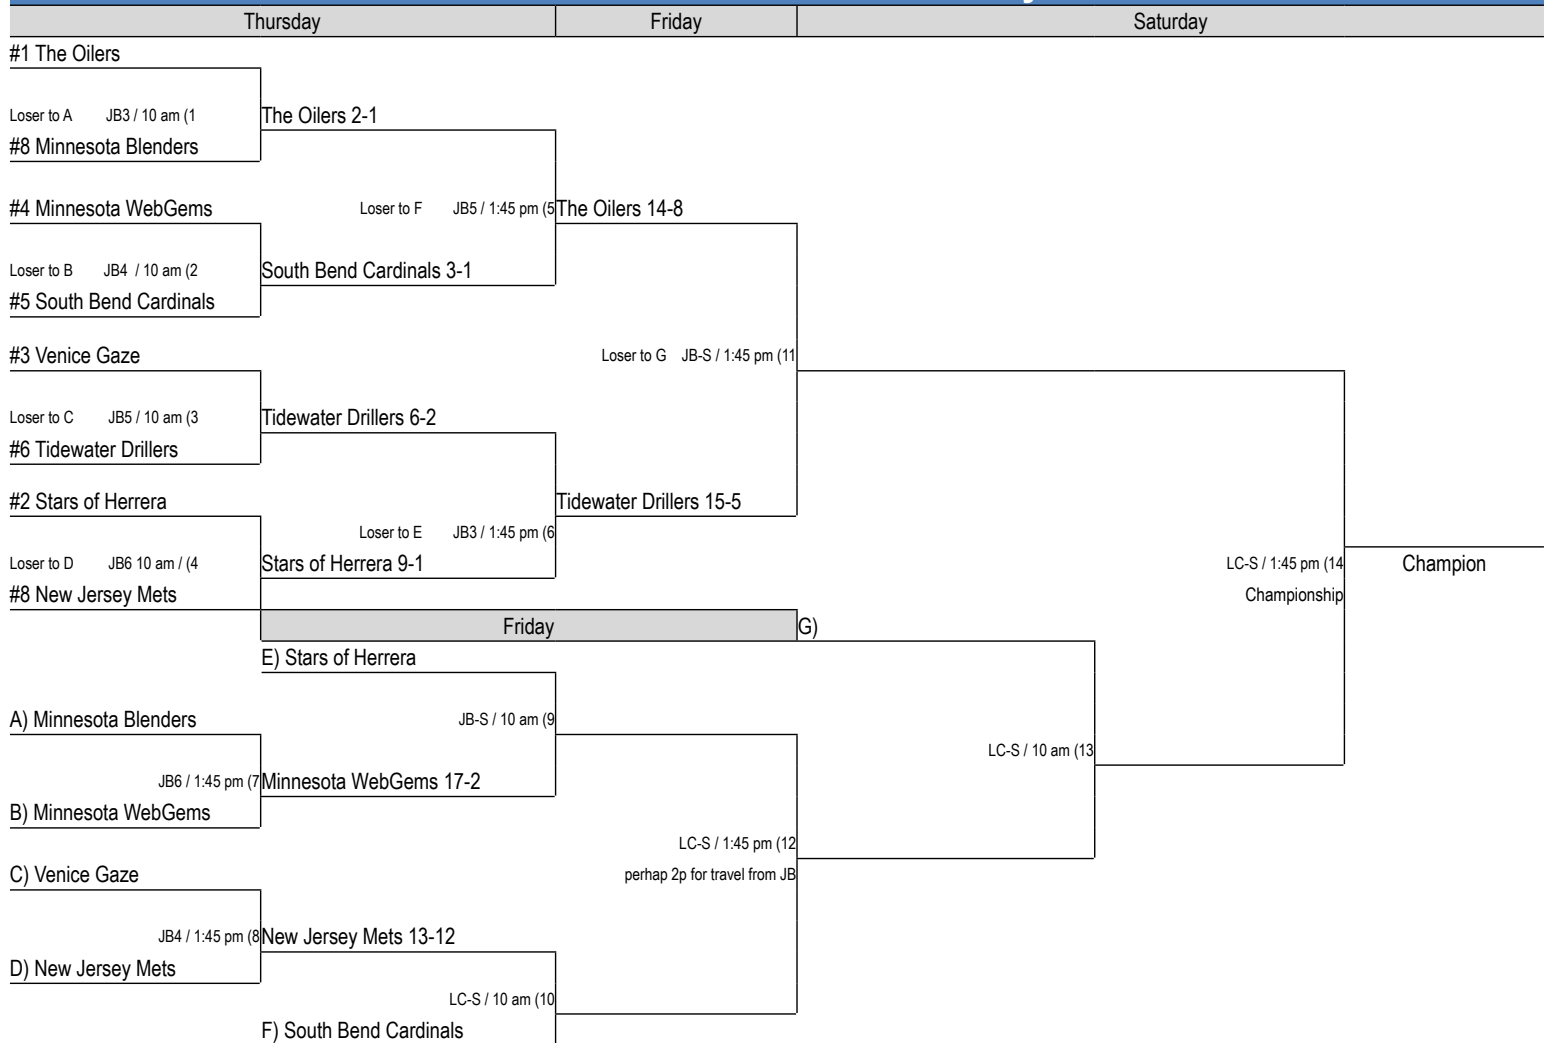 Thursday Friday Saturday
#1 The Oilers
Loser to A JB3 / 10 am (1 The Oilers 2-1
#8 Minnesota Blenders
#4 Minnesota WebGems Loser to F JB5 / 1:45 pm (5 The Oilers 14-8
Loser to B JB4 / 10 am (2 South Bend Cardinals 3-1
#5 South Bend Cardinals
#3 Venice Gaze Loser to G JB-S / 1:45 pm (11
Loser to C JB5 / 10 am (3 Tidewater Drillers 6-2
#6 Tidewater Drillers
#2 Stars of Herrera Tidewater Drillers 15-5
Loser to E JB3 / 1:45 pm (6
Loser to D JB6 10 am / (4 Stars of Herrera 9-1 LC-S / 1:45 pm (14 Champion
#8 New Jersey Mets Championship
Friday G)
E) Stars of Herrera
A) Minnesota Blenders JB-S / 10 am (9
LC-S / 10 am (13
JB6 / 1:45 pm (7 Minnesota WebGems 17-2
B) Minnesota WebGems
LC-S / 1:45 pm (12
C) Venice Gaze perhap 2p for travel from JB
JB4 / 1:45 pm (8 New Jersey Mets 13-12
D) New Jersey Mets
LC-S / 10 am (10
F) South Bend Cardinals